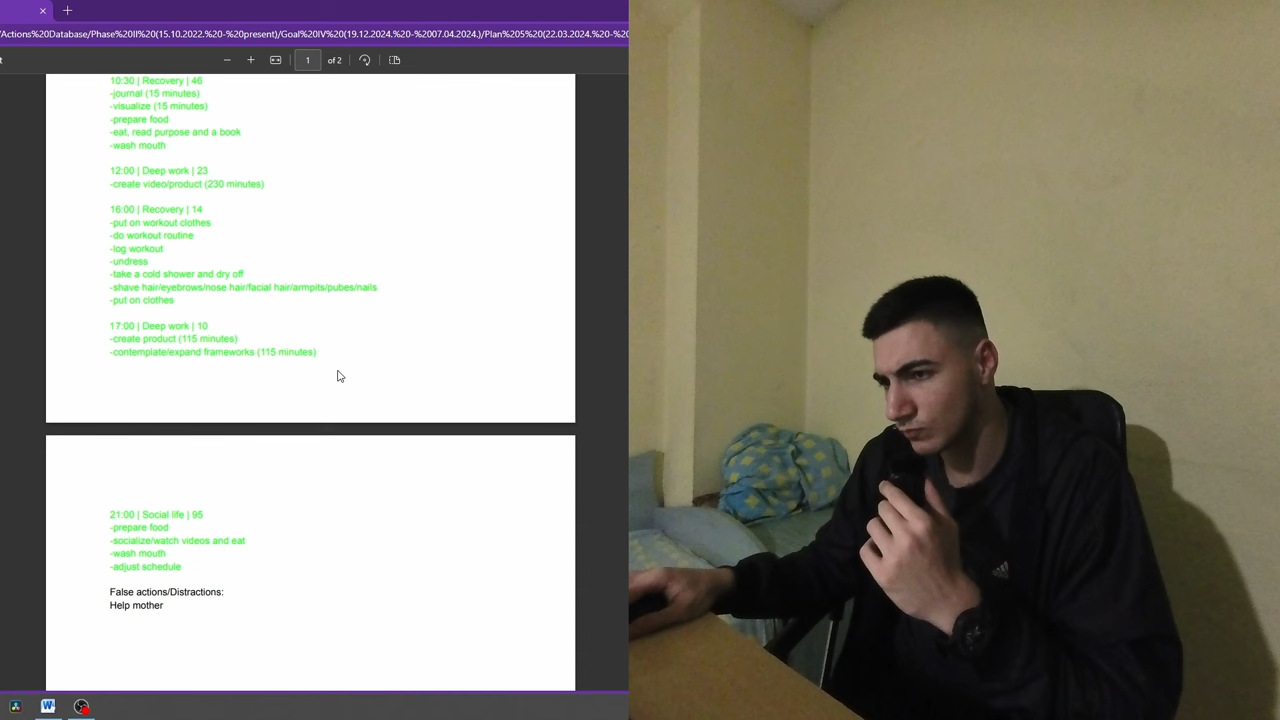 /Actions%20Database/Phase%20II%20(15.10.2022.%20-%20present)/Goal%20IV%20(19.12.2024.%20-%2007.04.2024.)/Plan%205%20(22.03.2024.%20-%20
1 of 2
10:30 | Recovery | 46
-journal (15 minutes)
-visualize (15 minutes)
-prepare food
-eat, read purpose and a book
-wash mouth
12:00 | Deep work | 23
-create video/product (230 minutes)
16:00 | Recovery | 14
-put on workout clothes
-do workout routine
-log workout
-undress
-take a cold shower and dry off
-shave hair/eyebrows/nose hair/facial hair/armpits/pubes/nails
-put on clothes
17:00 | Deep work | 10
-create product (115 minutes)
-contemplate/expand frameworks (115 minutes)
21:00 | Social life | 95
-prepare food
-socialize/watch videos and eat
-wash mouth
-adjust schedule
False actions/Distractions:
Help mother